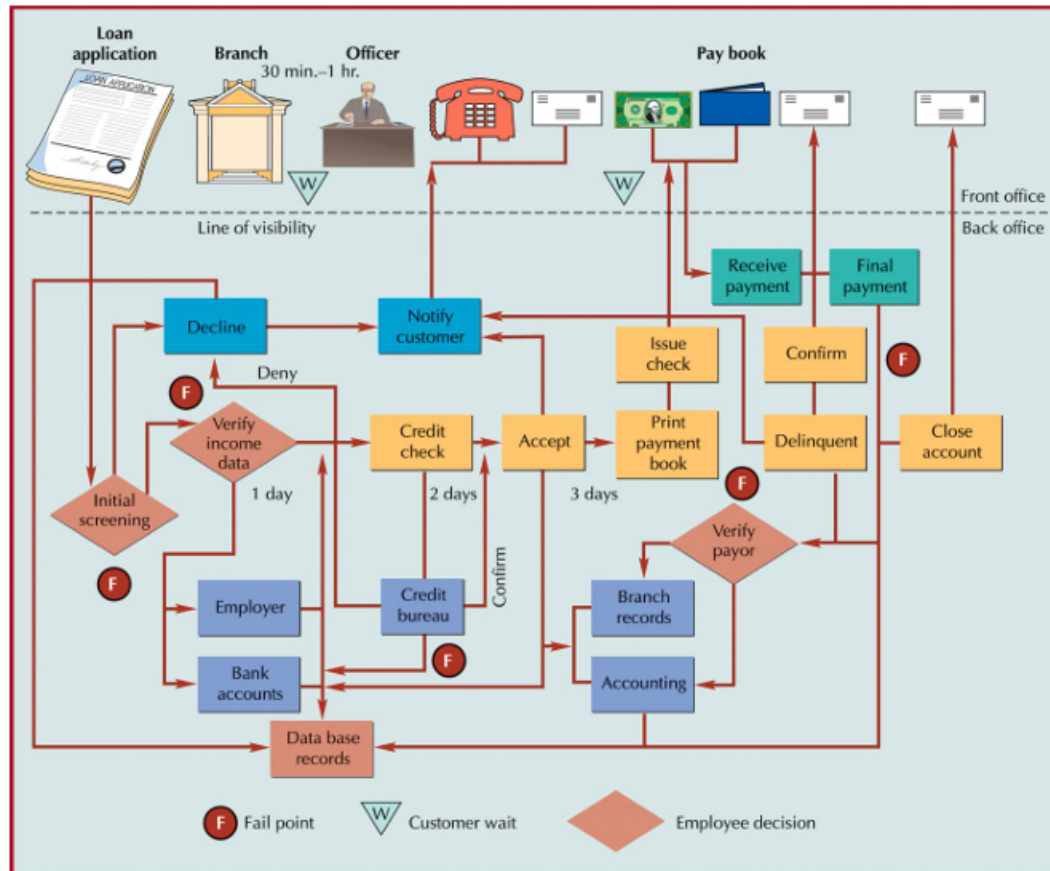 Loan
application
Branch
Officer
30 min.–1 hr.
Pay book
LOAN APPLICATION
W
W
Front office
Line of visibility
Back office
Receive
payment
Final
payment
Decline
Notify
customer
Issue
check
Confirm
F
Deny
F
Verify
income
data
Credit
check
Accept
Print
payment
book
Delinquent
Close
account
1 day
2 days
3 days
F
Initial
screening
Verify
payor
F
Employer
Credit
bureau
Confirm
Branch
records
F
Bank
accounts
Accounting
Data base
records
F Fail point
W Customer wait
Employee decision